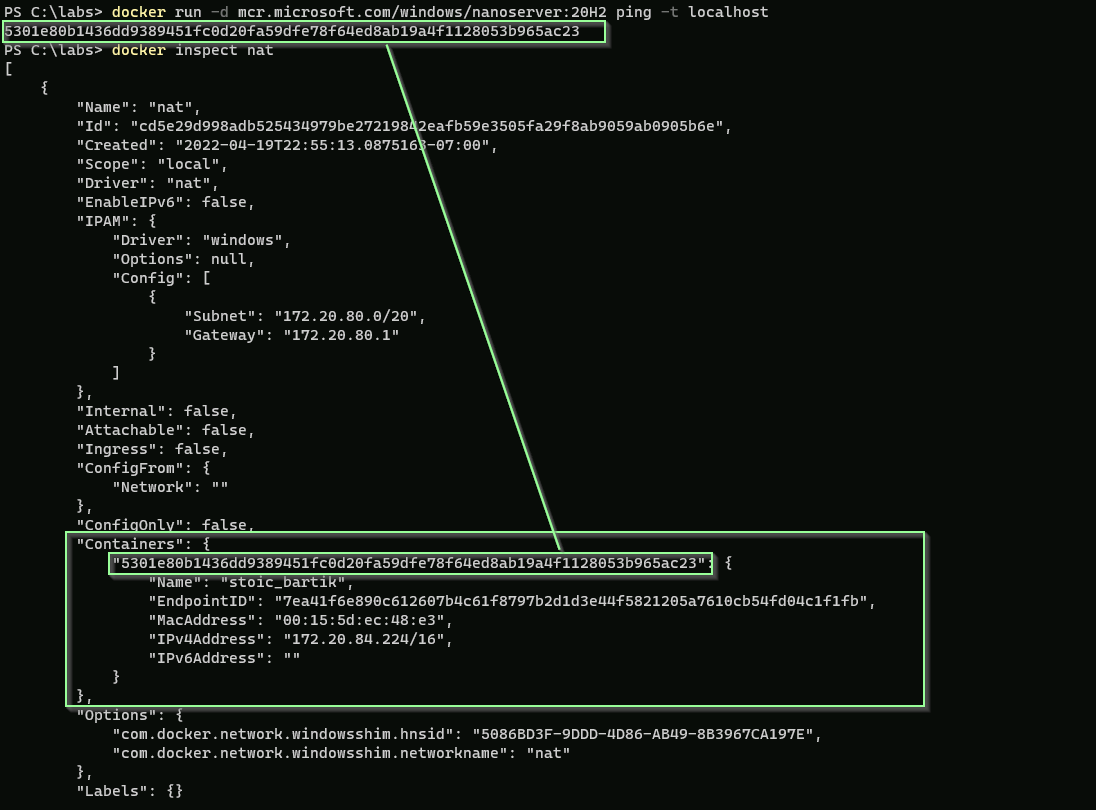 PS C:\labs> docker run -d mcr.microsoft.com/windows/nanoserver:20H2 ping -t localhost
5301e80b1436dd9389451fc0d20fa59dfe78f64ed8ab19a4f1128053b965ac23
PS C:\labs> docker inspect nat
[
    {
        "Name": "nat",
        "Id": "cd5e29d998adb525434979be27219842eafb59e3505fa29f8ab9059ab0905b6e",
        "Created": "2022-04-19T22:55:13.0875163-07:00",
        "Scope": "local",
        "Driver": "nat",
        "EnableIPv6": false,
        "IPAM": {
            "Driver": "windows",
            "Options": null,
            "Config": [
                {
                    "Subnet": "172.20.80.0/20",
                    "Gateway": "172.20.80.1"
                }
            ]
        },
        "Internal": false,
        "Attachable": false,
        "Ingress": false,
        "ConfigFrom": {
            "Network": ""
        },
        "ConfigOnly": false,
        "Containers": {
            "5301e80b1436dd9389451fc0d20fa59dfe78f64ed8ab19a4f1128053b965ac23": {
                "Name": "stoic_bartik",
                "EndpointID": "7ea41f6e890c612607b4c61f8797b2d1d3e44f5821205a7610cb54fd04c1f1fb",
                "MacAddress": "00:15:5d:ec:48:e3",
                "IPv4Address": "172.20.84.224/16",
                "IPv6Address": ""
            }
        },
        "Options": {
            "com.docker.network.windowsshim.hnsid": "5086BD3F-9DDD-4D86-AB49-8B3967CA197E",
            "com.docker.network.windowsshim.networkname": "nat"
        },
        "Labels": {}